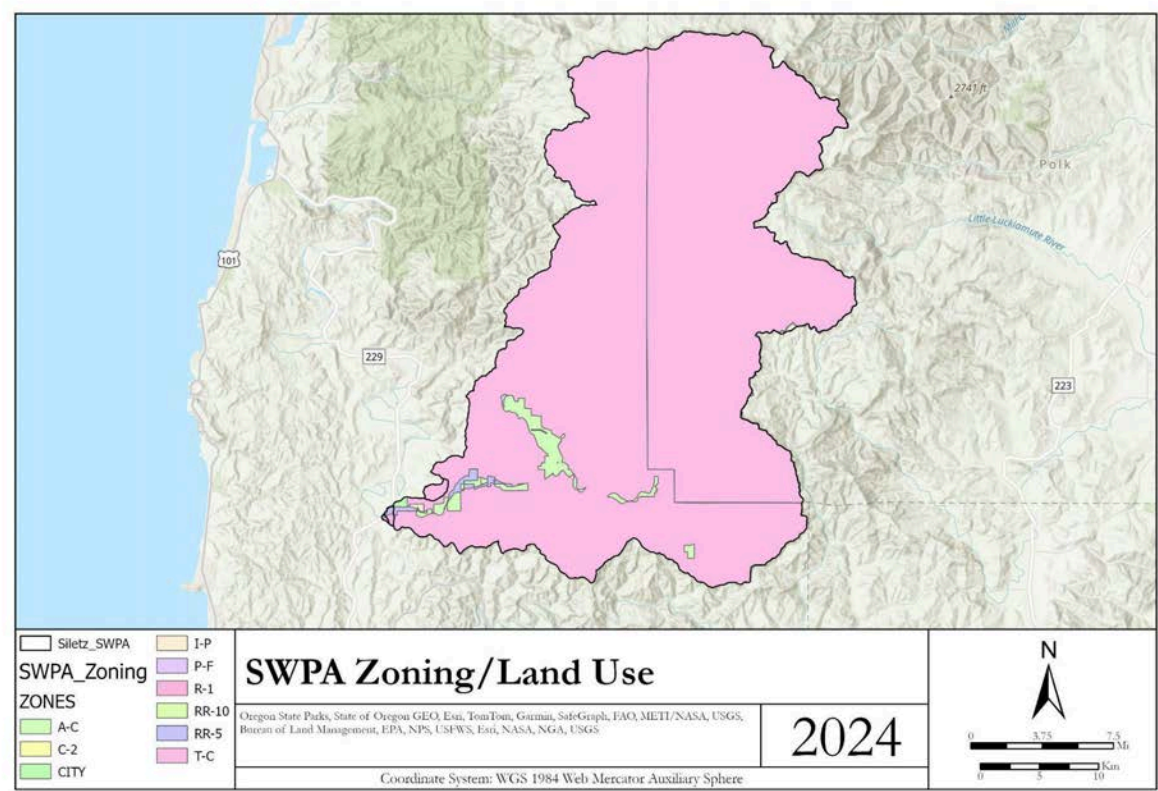 Mill C
2741 ft
Polk
Little Luckiamute River
101
229
223
Siletz_SWPA
SWPA_Zoning
ZONES
A-C
C-2
CITY
I-P
P-F
R-1
RR-10
RR-5
T-C
SWPA Zoning/Land Use
Oregon State Parks, State of Oregon GEO, Esri, TomTom, Garmin, SafeGraph, FAO, METI/NASA, USGS,
Bureau of Land Management, EPA, NPS, USFWS, Esri, NASA, NGA, USGS
2024
Coordinate System: WGS 1984 Web Mercator Auxiliary Sphere
N
0 3.75 7.5
Mi
Km
0 5 10